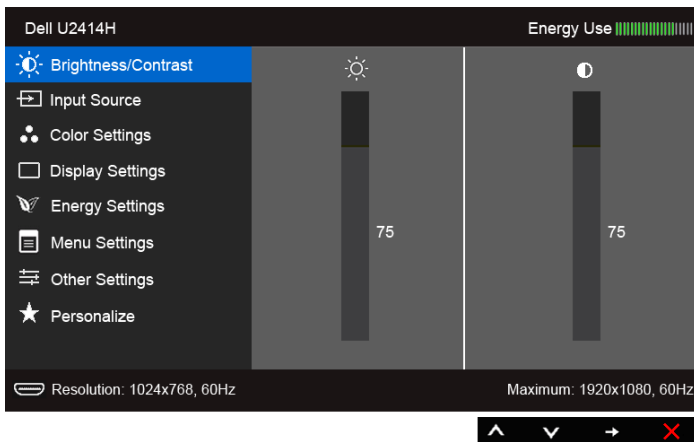 Dell U2414H Energy Use
Brightness/Contrast
Input Source
Color Settings
Display Settings
Energy Settings
75 75
Menu Settings
Other Settings
Personalize
Resolution: 1024x768, 60Hz Maximum: 1920x1080, 60Hz